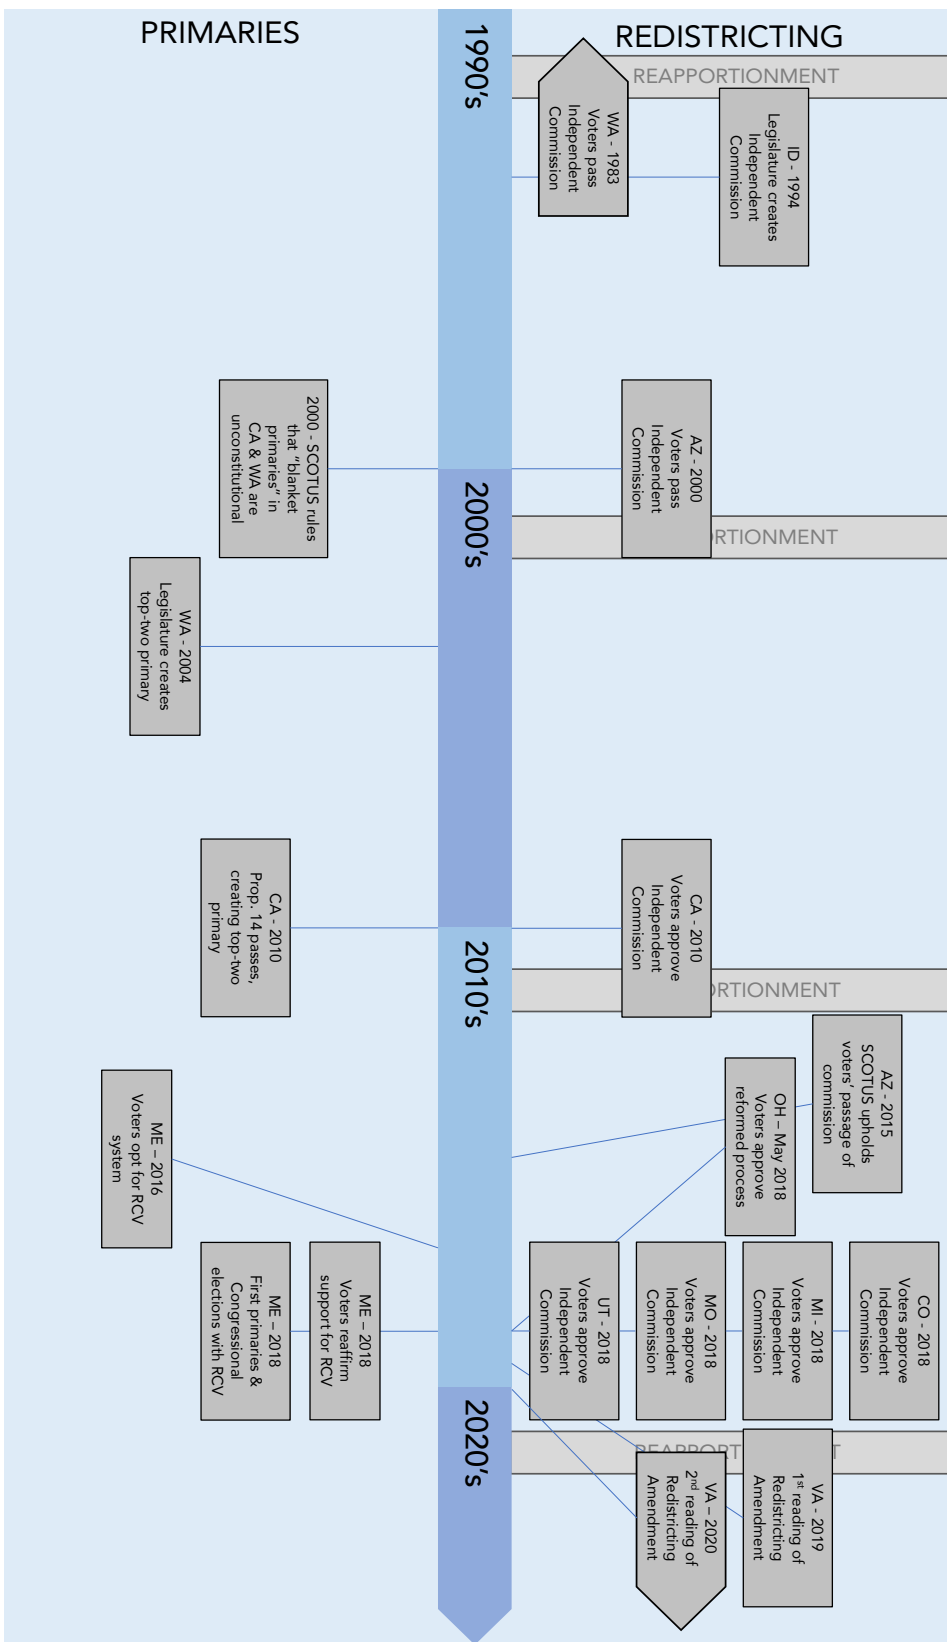 PRIMARIES
REDISTRICTING
1990's
REAPPORTIONMENT
WA - 1983
Voters pass
Independent
Commission
ID - 1994
Legislature creates
Independent
Commission
2000 - SCOTUS rules
that "blanket
primaries" in
CA & WA are
unconstitutional
AZ - 2000
Voters pass
Independent
Commission
2000's
RTIONMENT
WA - 2004
Legislature creates
top-two primary
CA - 2010
Prop. 14 passes,
creating top-two
primary
CA - 2010
Voters approve
Independent
Commission
2010's
RTIONMENT
AZ - 2015
SCOTUS upholds
voters' passage of
commission
OH – May 2018
Voters approve
reformed process
ME – 2016
Voters opt for RCV
system
ME – 2018
First primaries &
Congressional
elections with RCV
ME – 2018
Voters reaffirm
support for RCV
UT - 2018
Voters approve
Independent
Commission
MO - 2018
Voters approve
Independent
Commission
MI - 2018
Voters approve
Independent
Commission
CO - 2018
Voters approve
Independent
Commission
2020's
VA – 2020
2nd reading of
Redistricting
Amendment
VA - 2019
1st reading of
Redistricting
Amendment